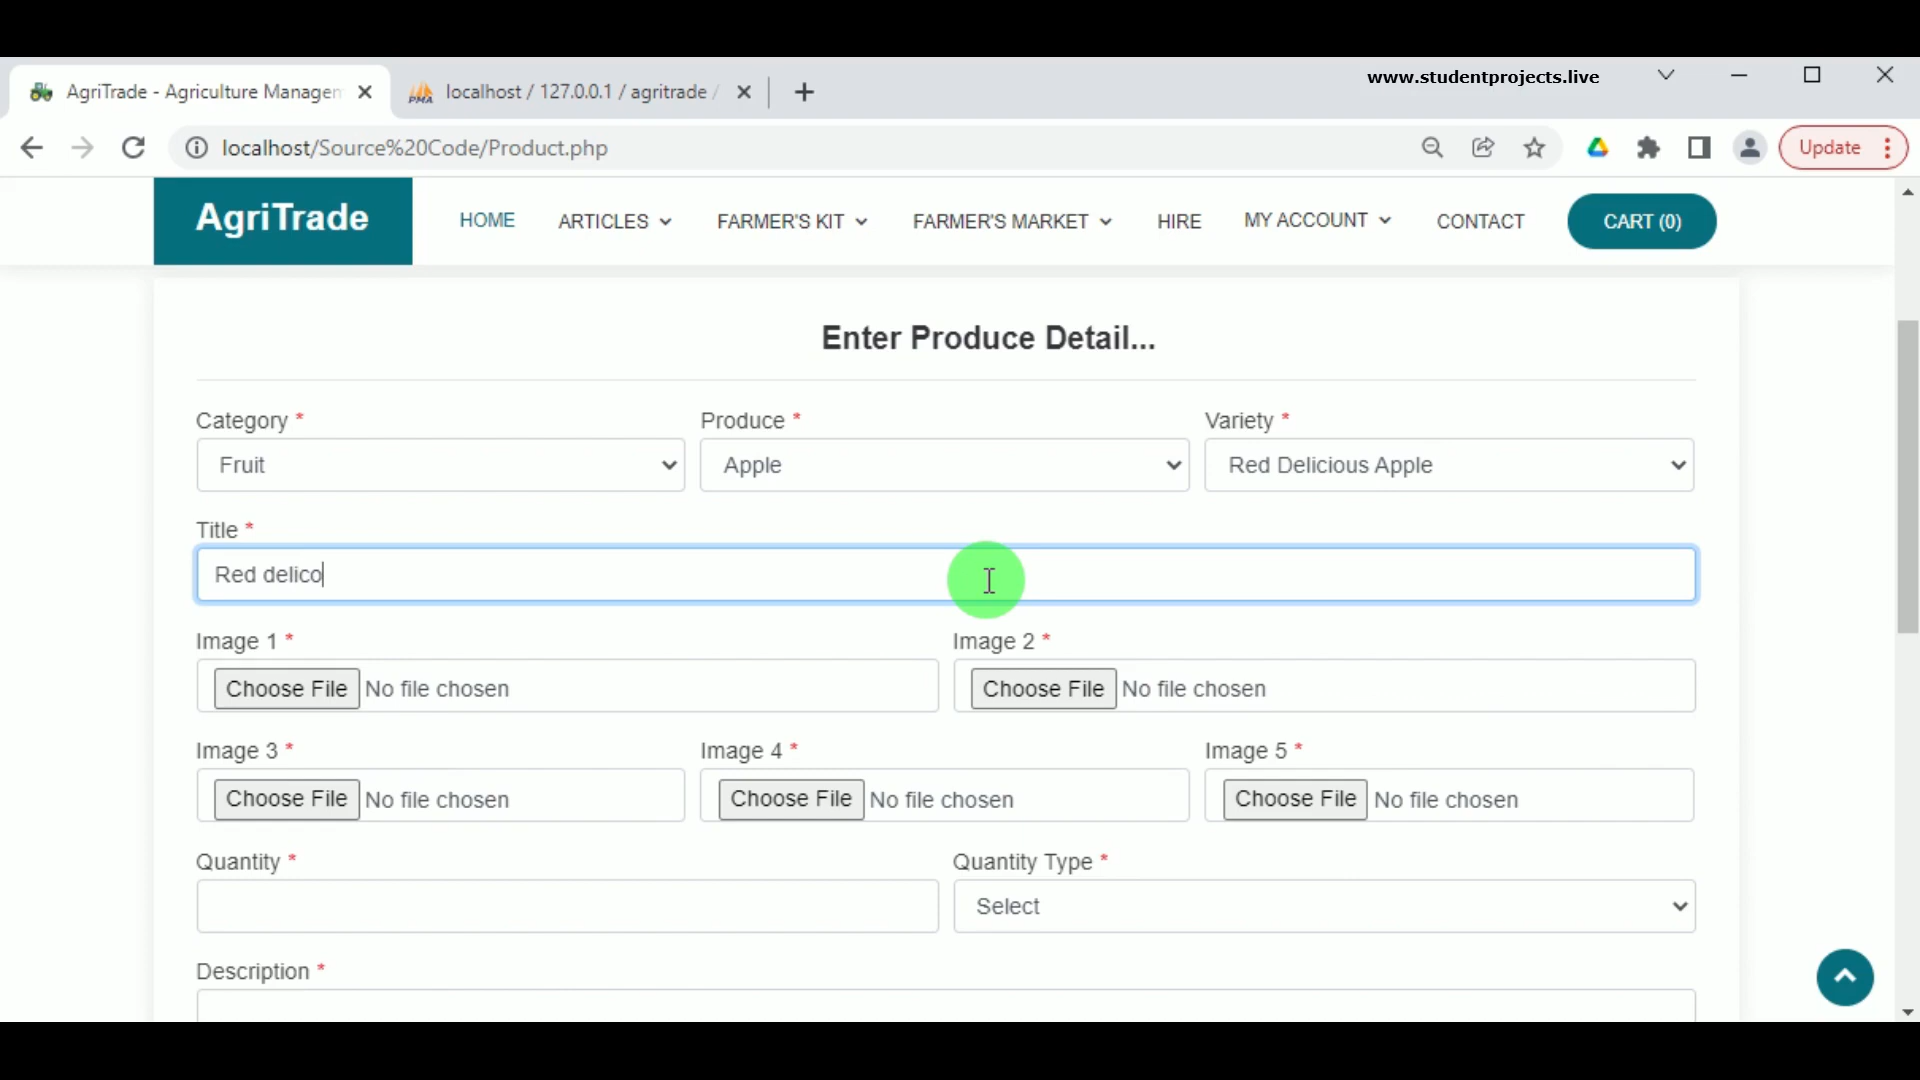 www.studentprojects.live
AgriTrade - Agriculture Managem
localhost / 127.0.0.1 / agritrade /
localhost/Source%20Code/Product.php
Update
AgriTrade
HOME
ARTICLES
FARMER'S KIT
FARMER'S MARKET
HIRE
MY ACCOUNT
CONTACT
CART (0)
Enter Produce Detail...
Category * Produce * Variety *
Fruit Apple Red Delicious Apple
Title *
Red delico
Image 1 * Image 2 *
Choose File No file chosen Choose File No file chosen
Image 3 * Image 4 * Image 5 *
Choose File No file chosen Choose File No file chosen Choose File No file chosen
Quantity * Quantity Type *
Select
Description *